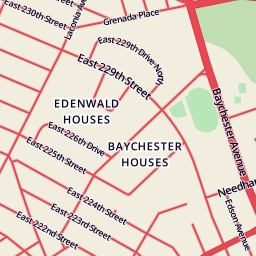 East 230th Street
Laconia Ave
Grenada Place
East 229th Drive North
East 229th Street
EDENWALD
HOUSES
Baychester Avenue
East 226th Drive
BAYCHESTER
HOUSES
East 225th Street
East 224th Street
East 223rd Street
East 222nd Street
Needha
Edson Avenue